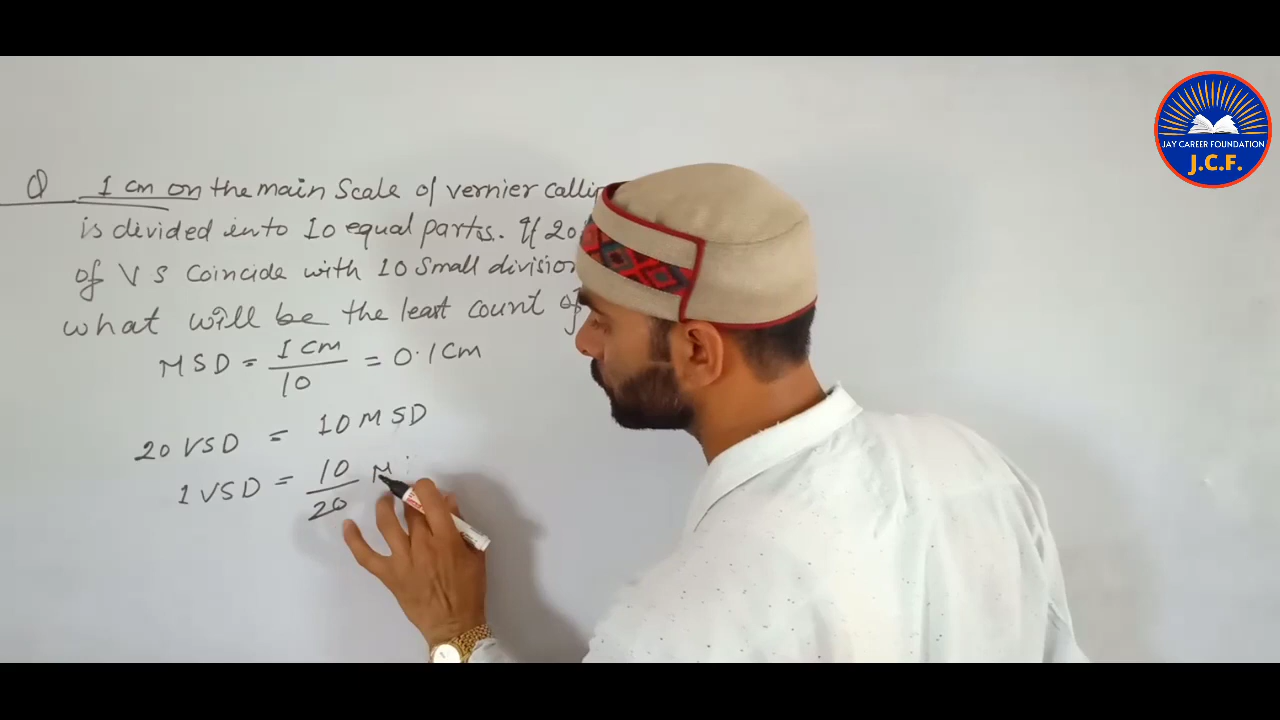 Q 1 cm on the main Scale of vernier
is divided into 10 equal parts. If 20
of V S Coincide with 10 Small division
what will be the least count of
MSD = 1 cm / 10 = 0.1 cm
20 VSD = 10 MSD
1 VSD = 10 / 20 M
JAY CAREER FOUNDATION
J.C.F.